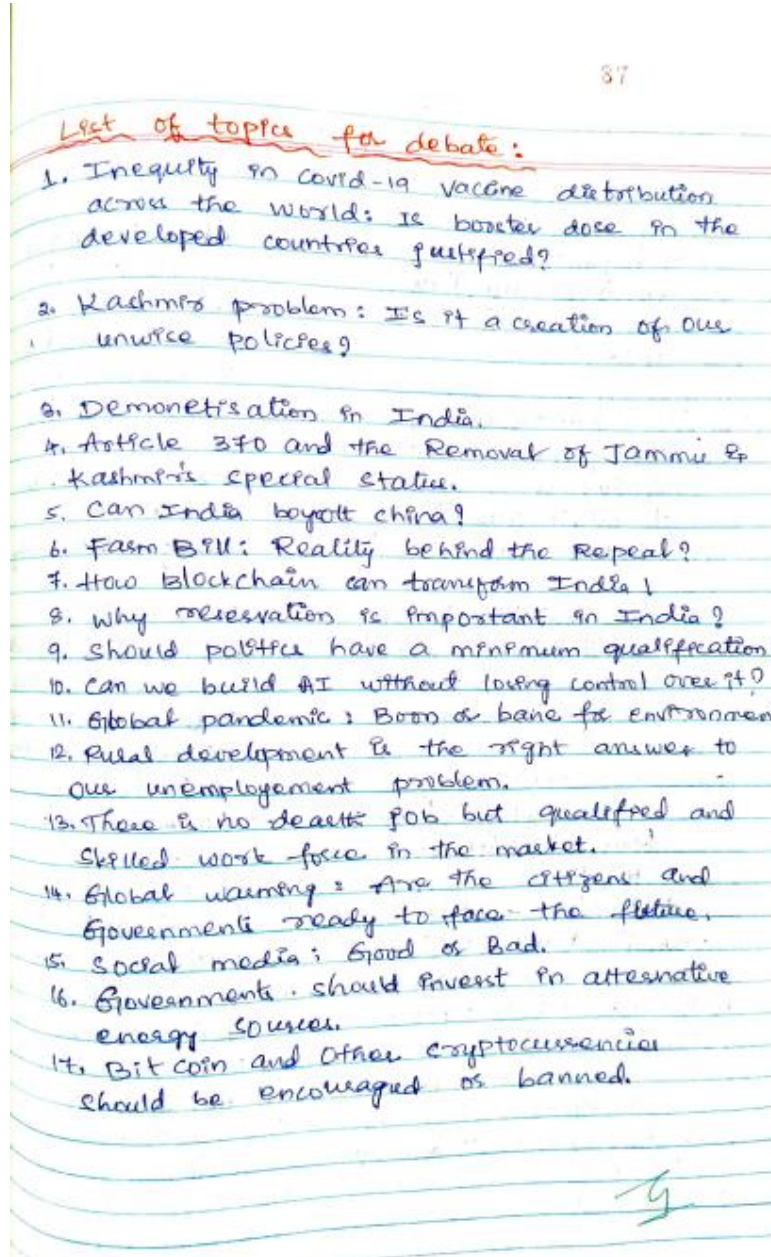 37
List of topics for debate:
1. Inequity in covid-19 vaccine distribution
across the world: Is booster dose in the
developed countries justified?
2. Kashmir problem: Is it a creation of our
unwise policies?
3. Demonetisation in India.
4. Article 370 and the Removal of Jammu &
Kashmir's special status.
5. Can India boycott china?
6. Farm Bill: Reality behind the Repeal?
7. How Blockchain can transform India!
8. Why reservation is important in India?
9. Should politics have a minimum qualification
10. Can we build AI without losing control over it?
11. Global pandemic: Boon or bane for environmen
12. Rural development is the right answer to
our unemployement problem.
13. There is no dearth job but qualified and
skilled work force in the market.
14. Global warming: Are the citizens and
Governments ready to face the future.
15. Social media: Good or Bad.
16. Governments should invest in alternative
energy sources.
17. Bit coin and Other cryptocurrencies
should be encouraged or banned.